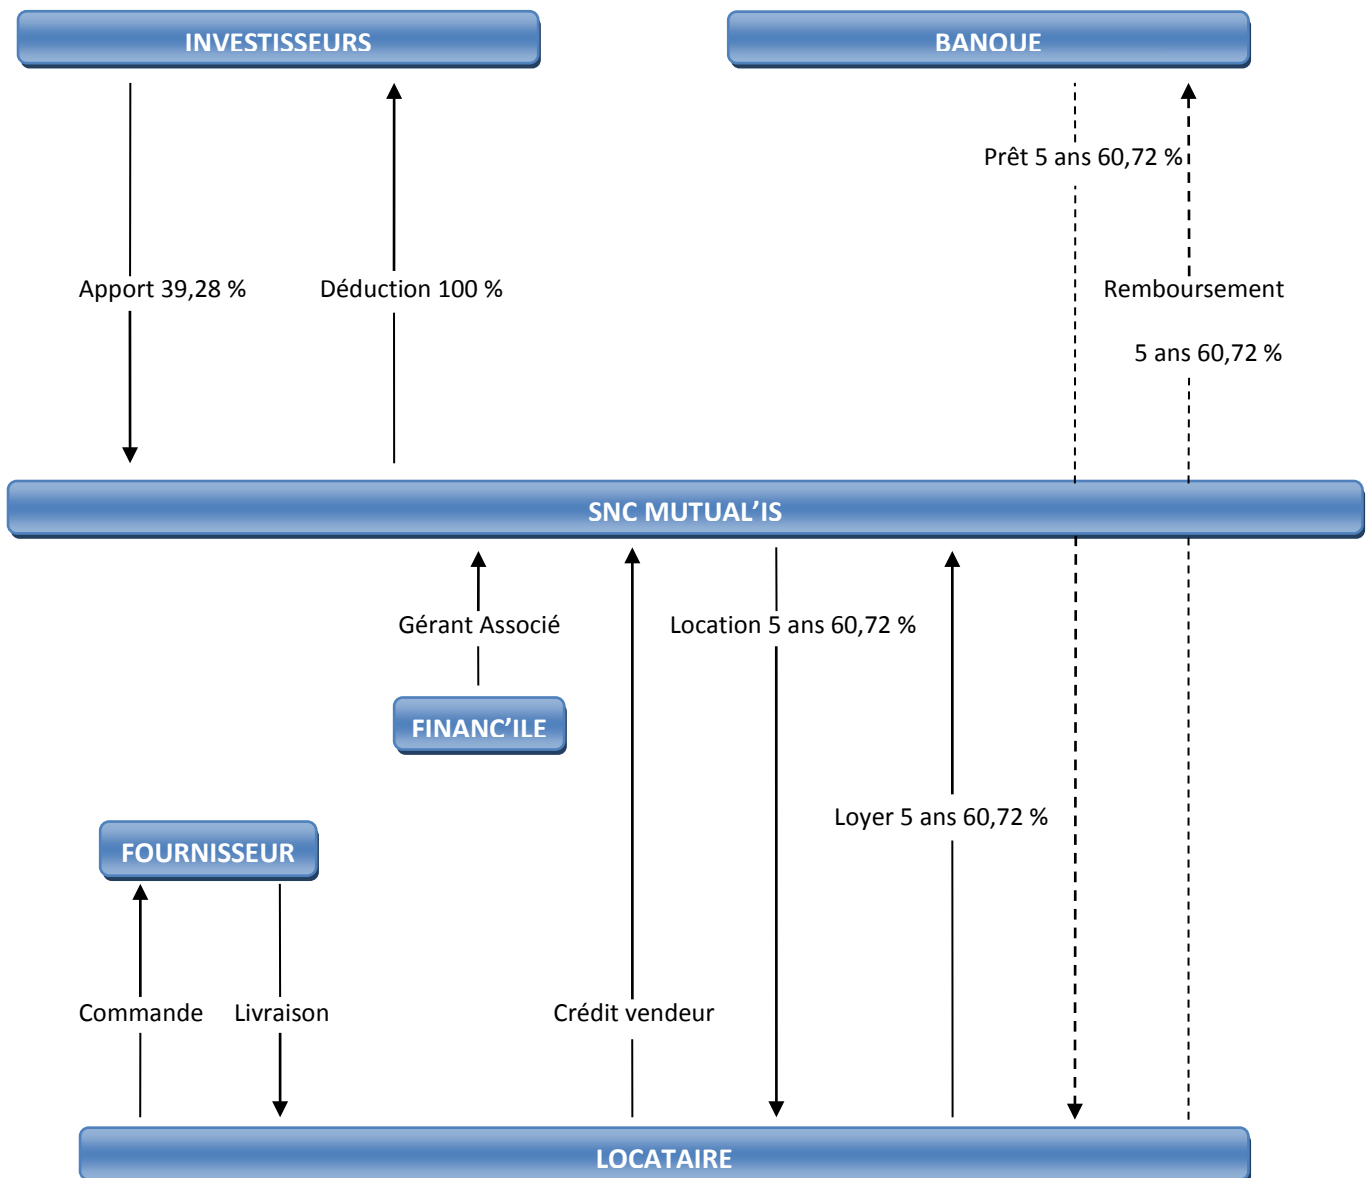 INVESTISSEURS
BANQUE
Prêt 5 ans 60,72 %
Apport 39,28 %
Déduction 100 %
Remboursement
5 ans 60,72 %
SNC MUTUAL’IS
Gérant Associé
Location 5 ans 60,72 %
FINANC’ILE
Loyer 5 ans 60,72 %
FOURNISSEUR
Commande
Livraison
Crédit vendeur
LOCATAIRE